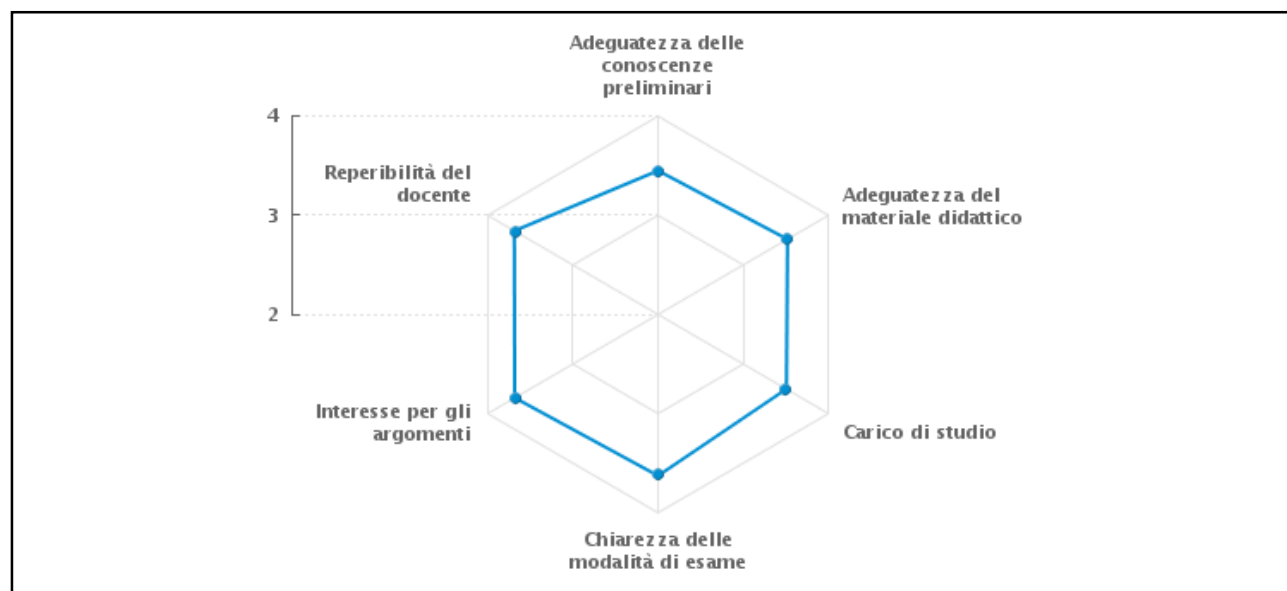 Adeguatezza delle
conoscenze
preliminari
4
Reperibilità del
docente
Adeguatezza del
materiale didattico
3
2
Interesse per gli
argomenti
Carico di studio
Chiarezza delle
modalità di esame